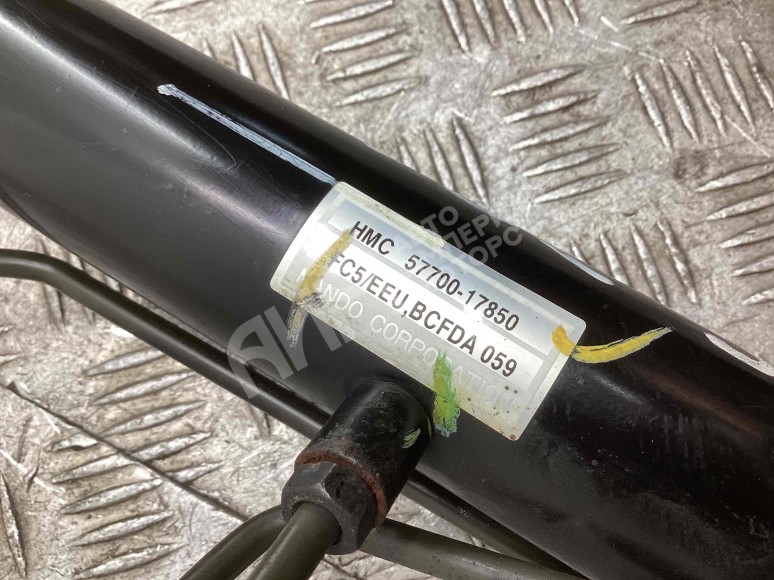 HMC 57700-17850
FC5/EEU,BCFDA 059
MANDO CORPORATION